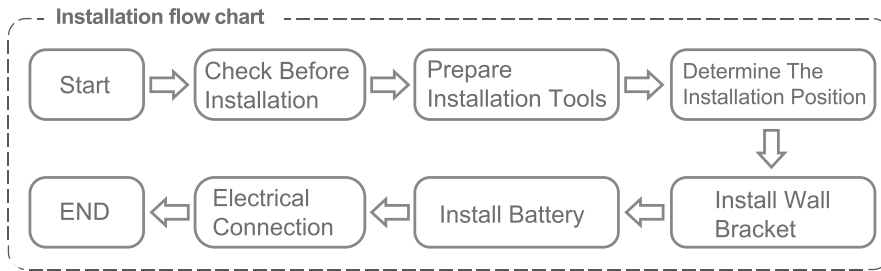 Installation flow chart
Start
Check Before
Installation
Prepare
Installation Tools
Determine The
Installation Position
Install Wall
Bracket
Install Battery
Electrical
Connection
END